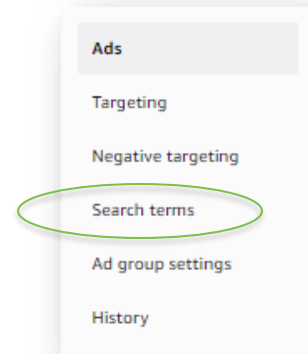 Ads
Targeting
Negative targeting
Search terms
Ad group settings
History